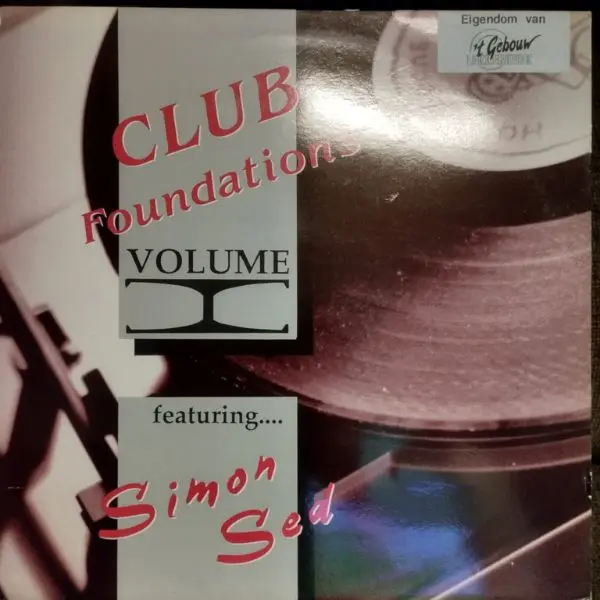 Eigendom van
't Gebouw
CLUB
Foundations
VOLUME
I
featuring....
Simon
Sed